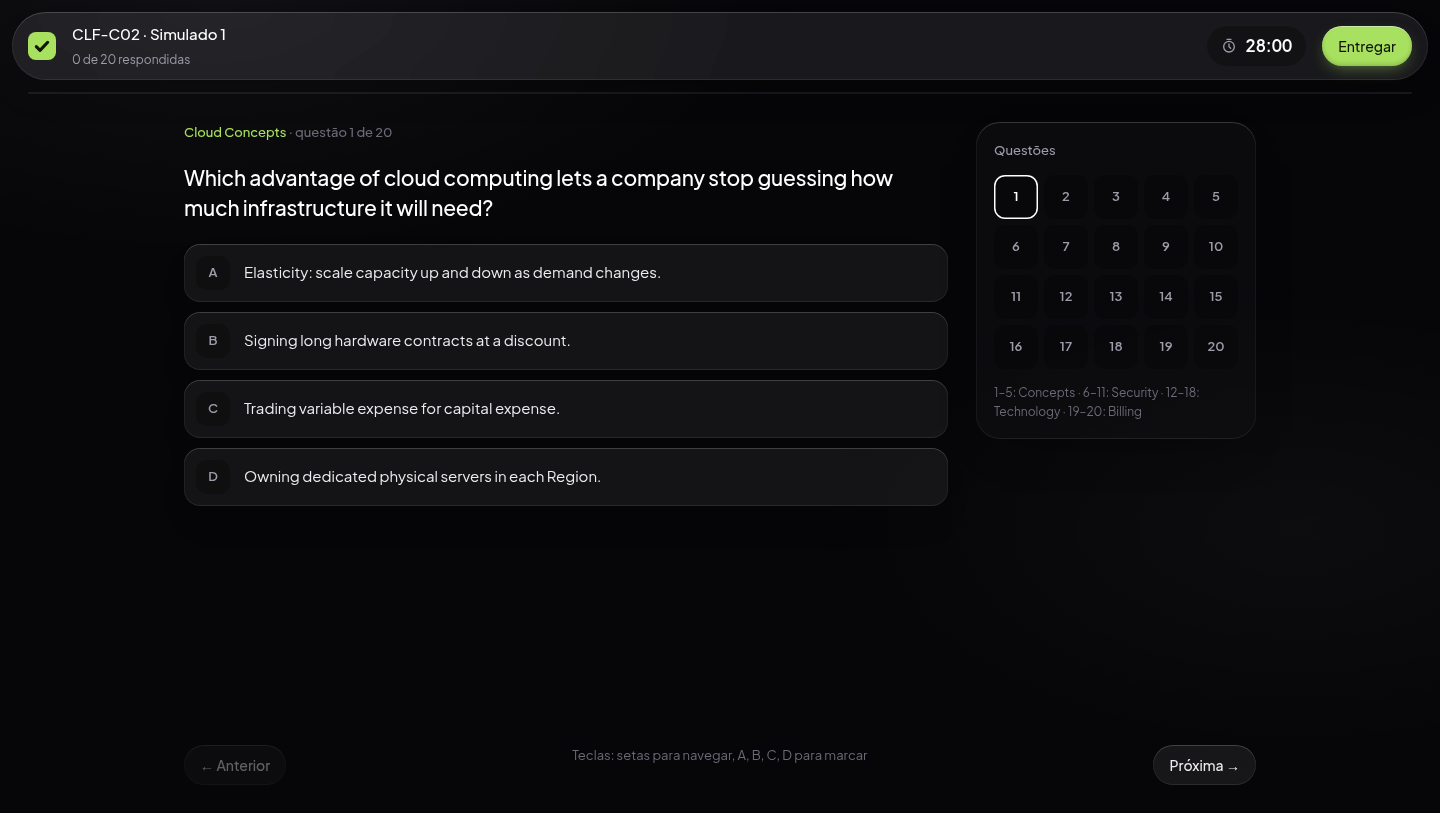 CLF-C02 · Simulado 1
0 de 20 respondidas
28:00
Entregar
Cloud Concepts · questão 1 de 20
Which advantage of cloud computing lets a company stop guessing how
much infrastructure it will need?
A Elasticity: scale capacity up and down as demand changes.
B Signing long hardware contracts at a discount.
C Trading variable expense for capital expense.
D Owning dedicated physical servers in each Region.
Questões
1 2 3 4 5
6 7 8 9 10
11 12 13 14 15
16 17 18 19 20
1–5: Concepts · 6–11: Security · 12–18:
Technology · 19–20: Billing
← Anterior
Teclas: setas para navegar, A, B, C, D para marcar
Próxima →